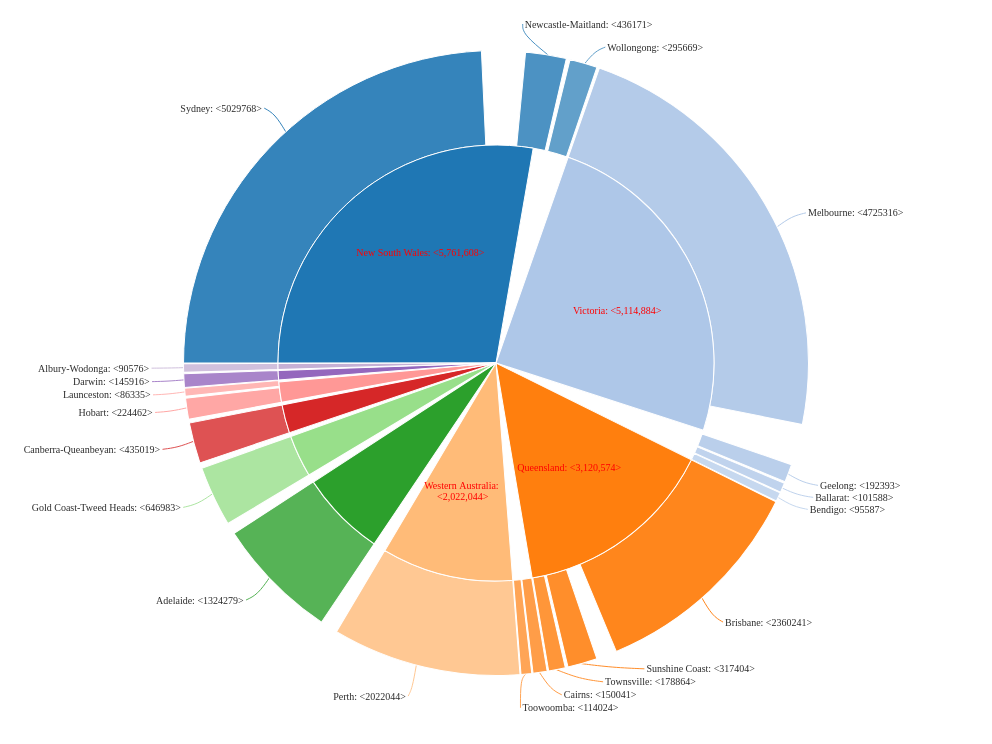 Newcastle-Maitland: <436171>
Wollongong: <295669>
Sydney: <5029768>
Melbourne: <4725316>
New South Wales: <5,761,608>
Victoria: <5,114,884>
Albury-Wodonga: <90576>
Darwin: <145916>
Launceston: <86335>
Hobart: <224462>
Canberra-Queanbeyan: <435019>
Gold Coast-Tweed Heads: <646983>
Adelaide: <1324279>
Perth: <2022044>
Western Australia:
<2,022,044>
Queensland: <3,120,574>
Geelong: <192393>
Ballarat: <101588>
Bendigo: <95587>
Brisbane: <2360241>
Sunshine Coast: <317404>
Townsville: <178864>
Cairns: <150041>
Toowoomba: <114024>